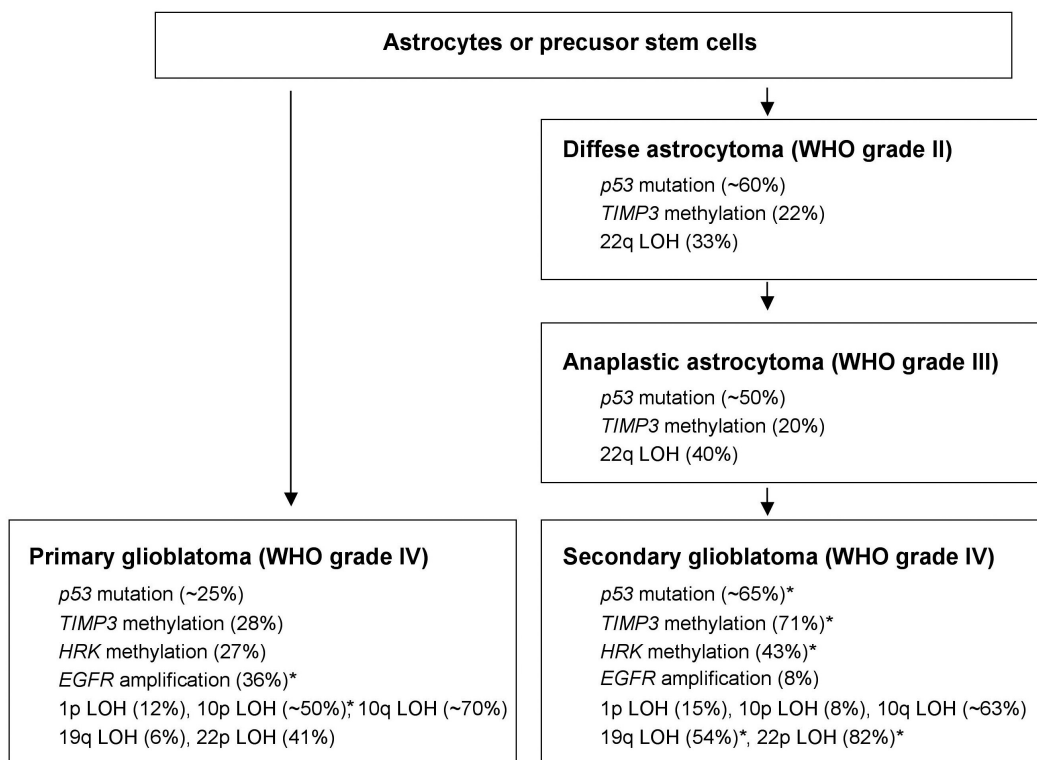 Astrocytes or precusor stem cells
Diffese astrocytoma (WHO grade II)
p53 mutation (~60%)
TIMP3 methylation (22%)
22q LOH (33%)
Anaplastic astrocytoma (WHO grade III)
p53 mutation (~50%)
TIMP3 methylation (20%)
22q LOH (40%)
Primary glioblatoma (WHO grade IV)
p53 mutation (~25%)
TIMP3 methylation (28%)
HRK methylation (27%)
EGFR amplification (36%)*
1p LOH (12%), 10p LOH (~50%)*, 10q LOH (~70%)
19q LOH (6%), 22p LOH (41%)
Secondary glioblatoma (WHO grade IV)
p53 mutation (~65%)*
TIMP3 methylation (71%)*
HRK methylation (43%)*
EGFR amplification (8%)
1p LOH (15%), 10p LOH (8%), 10q LOH (~63%)
19q LOH (54%)*, 22p LOH (82%)*